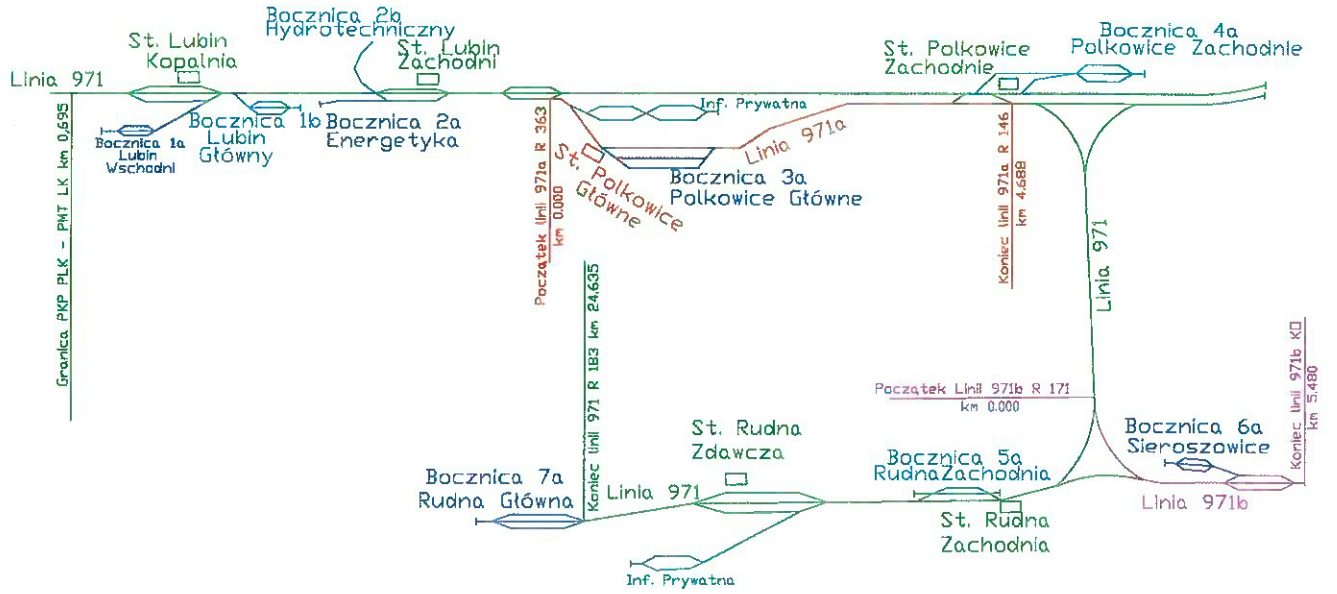 Bocznica 2b
Hydrotechniczny
St. Lubin
Kopalnia
St. Lubin
Zachodni
St. Polkowice
Zachodnie
Bocznica 4a
Polkowice Zachodnie
Linia 971
Bocznica 1a
Lubin
Wschodni
Bocznica 1b
Lubin
Główny
Bocznica 2a
Energetyka
Inf. Prywatna
Linia 971a
St. Polkowice
Główne
Bocznica 3a
Polkowice Główne
Granica PKP PLK - PMT LK km 0,695
Początek linii 971a R 363
km 0.000
Koniec linii 971a R 146
km 4.688
Linia 971
Koniec linii 971 R 183 km 24.635
Początek Linii 971b R 171
km 0.000
Koniec linii 971b KO
km 5.480
St. Rudna
Zdawcza
Bocznica 6a
Sieroszowice
Bocznica 5a
Rudna Zachodnia
Bocznica 7a
Rudna Główna
Linia 971
Linia 971b
St. Rudna
Zachodnia
Inf. Prywatna